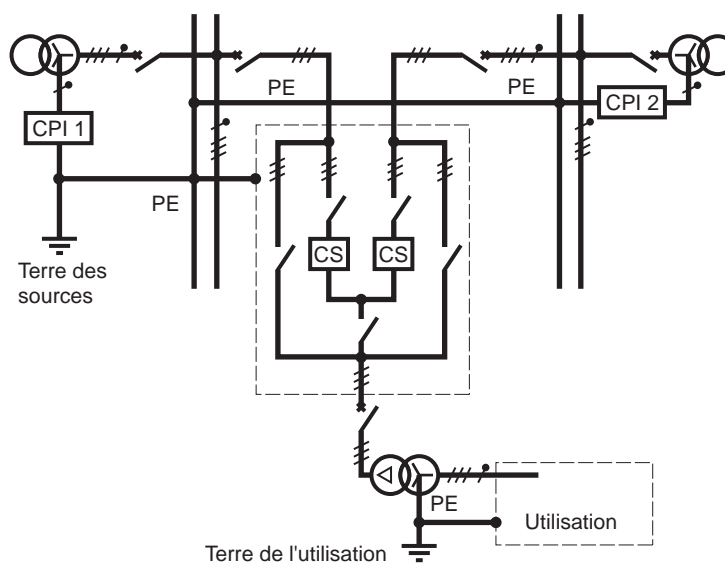 PE
PE
CPI 1
CPI 2
PE
Terre des
sources
CS
CS
PE
Utilisation
Terre de l'utilisation